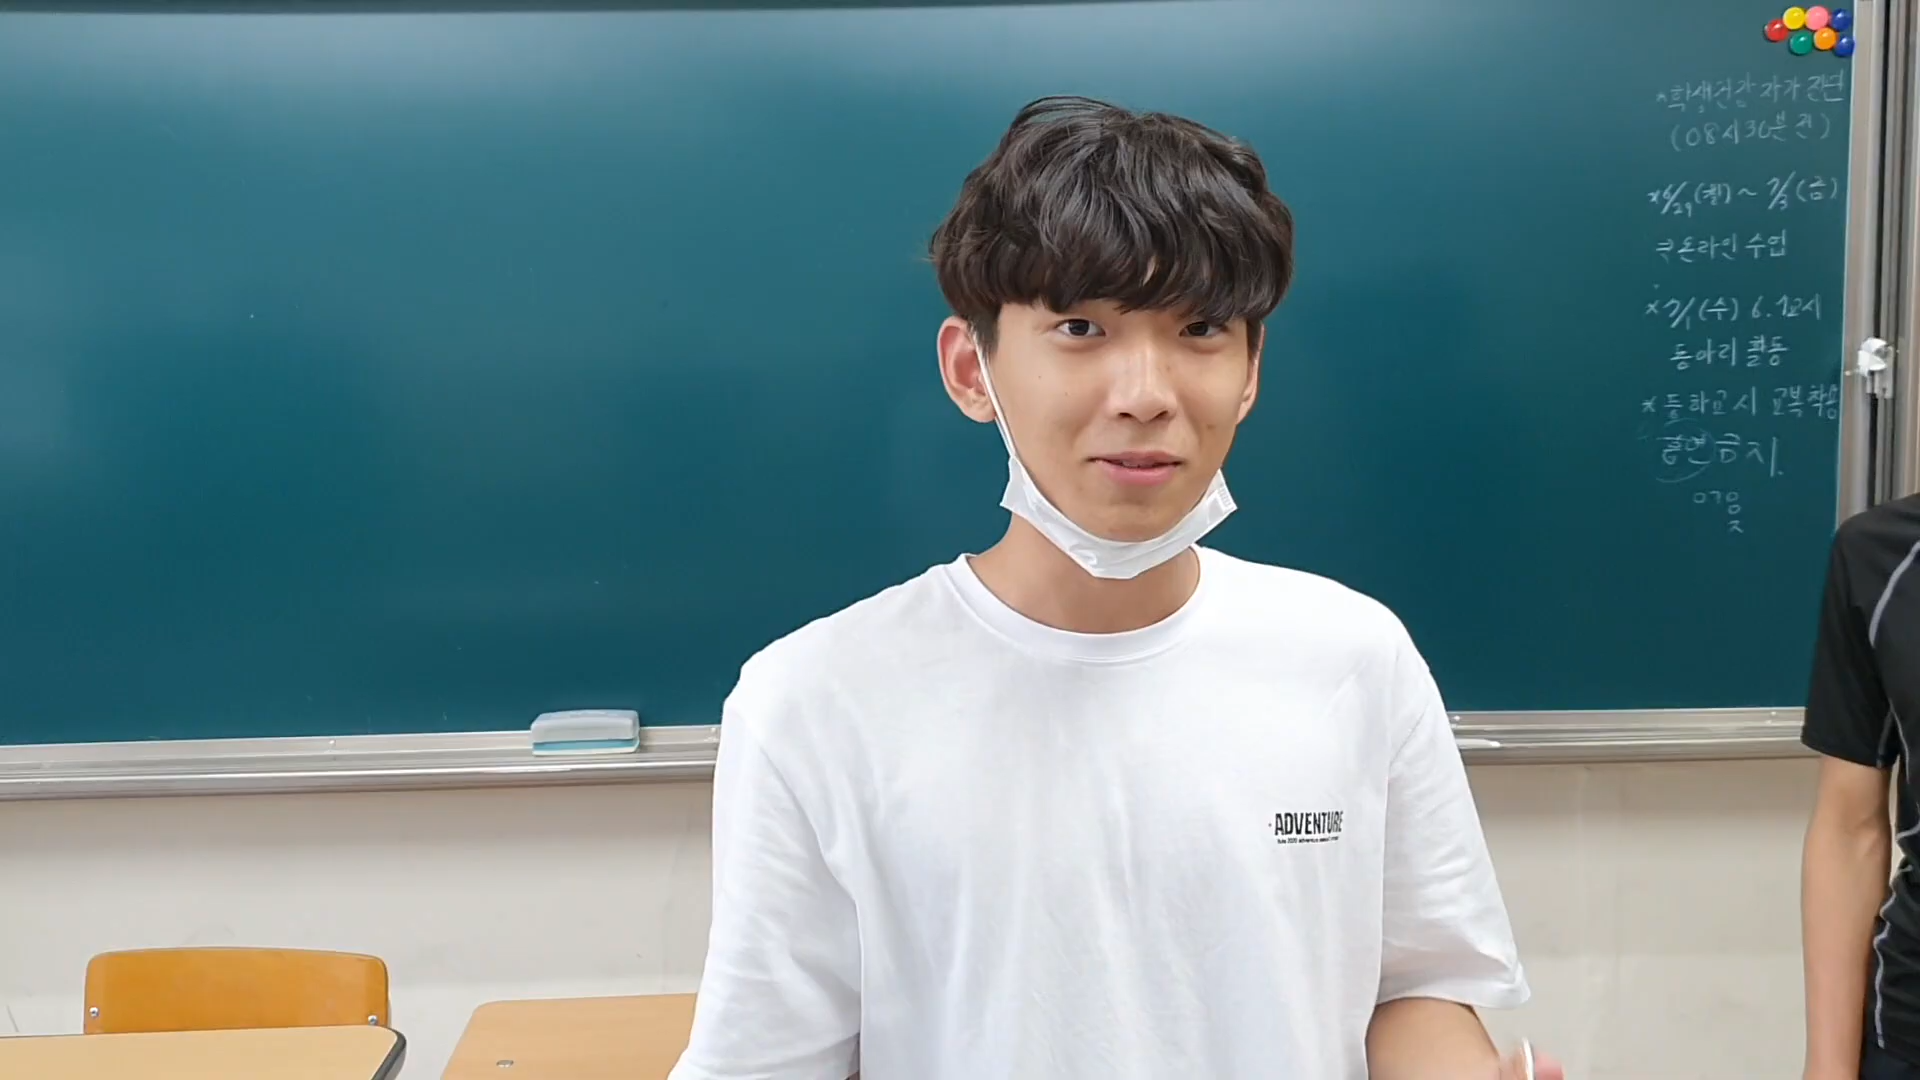 *학생건강 자가진단
(08시30분 전)
*6/29(월)~7/3(금)
온라인 수업
*7/1(수) 6.7교시
동아리 활동
*등하교 시 교복착용
흡연금지.
ADVENTURE